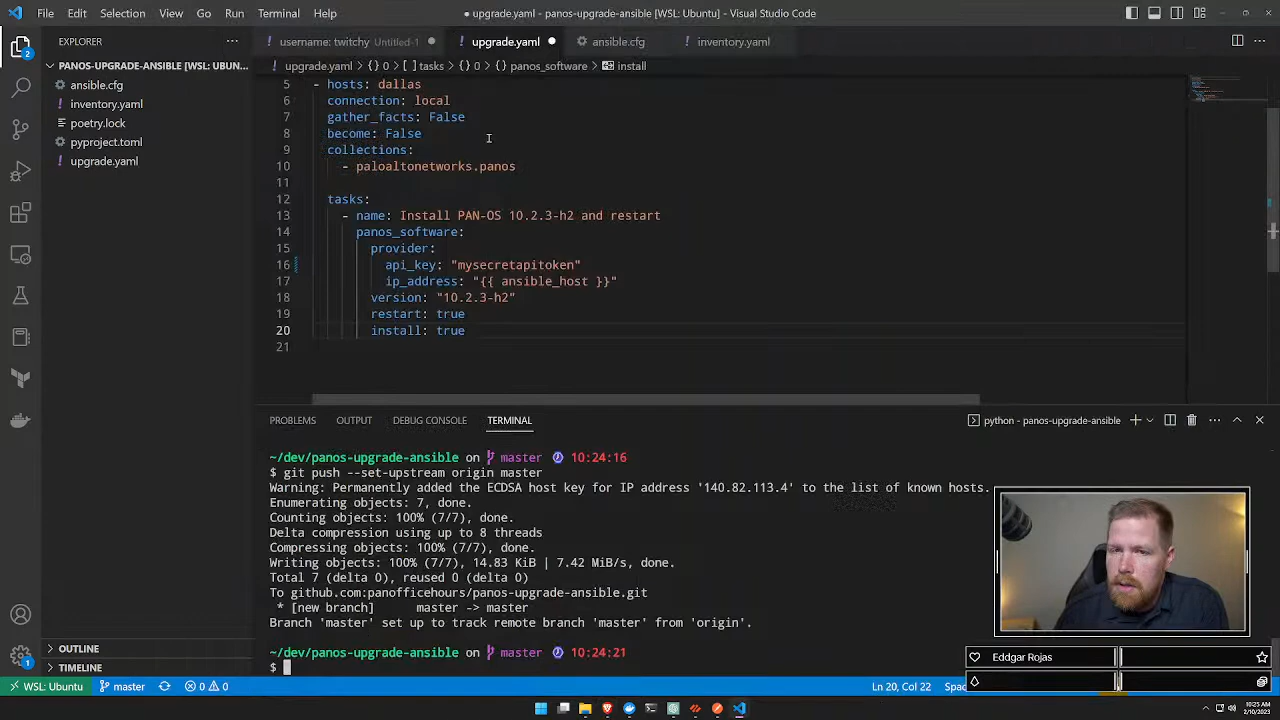 File Edit Selection View Go Run Terminal Help
● upgrade.yaml - panos-upgrade-ansible [WSL: Ubuntu] - Visual Studio Code
EXPLORER
! username: twitchy Untitled-1 ●
! upgrade.yaml ●
ansible.cfg
! inventory.yaml
PANOS-UPGRADE-ANSIBLE [WSL: UBUN...
! upgrade.yaml > {} 0 > [ ] tasks > {} 0 > {} panos_software > install
ansible.cfg
! inventory.yaml
poetry.lock
pyproject.toml
! upgrade.yaml
5 - hosts: dallas
6 connection: local
7 gather_facts: False
8 become: False
9 collections:
10 - paloaltonetworks.panos
11
12 tasks:
13 - name: Install PAN-OS 10.2.3-h2 and restart
14 panos_software:
15 provider:
16 api_key: "mysecretapitoken"
17 ip_address: "{{ ansible_host }}"
18 version: "10.2.3-h2"
19 restart: true
20 install: true
21
PROBLEMS OUTPUT DEBUG CONSOLE TERMINAL
python - panos-upgrade-ansible
~/dev/panos-upgrade-ansible on master 10:24:16
$ git push --set-upstream origin master
Warning: Permanently added the ECDSA host key for IP address '140.82.113.4' to the list of known hosts.
Enumerating objects: 7, done.
Counting objects: 100% (7/7), done.
Delta compression using up to 8 threads
Compressing objects: 100% (7/7), done.
Writing objects: 100% (7/7), 14.83 KiB | 7.42 MiB/s, done.
Total 7 (delta 0), reused 0 (delta 0)
To github.com:panofficehours/panos-upgrade-ansible.git
* [new branch] master -> master
Branch 'master' set up to track remote branch 'master' from 'origin'.
~/dev/panos-upgrade-ansible on master 10:24:21
$
OUTLINE
TIMELINE
2
1
Eddgar Rojas
WSL: Ubuntu master 0 0
Ln 20, Col 22 Spac
10:25 AM
2/10/2023